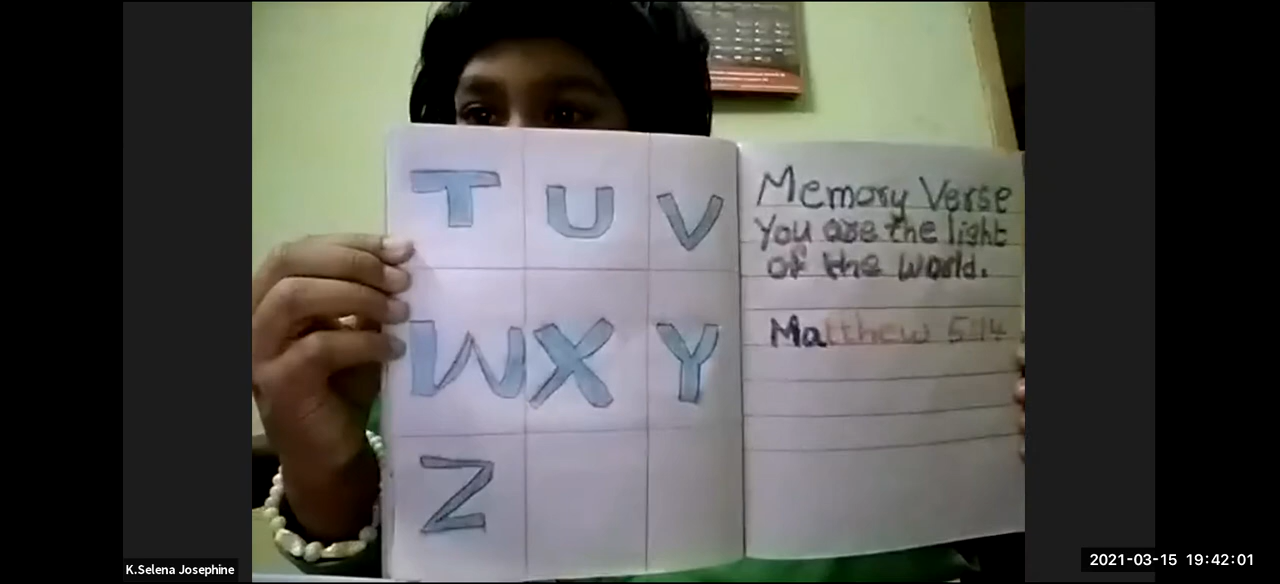 T U V
W X Y
Z
Memory Verse
You are the light
of the world.
Matthew 5:14
K.Selena Josephine
2021-03-15 19:42:01